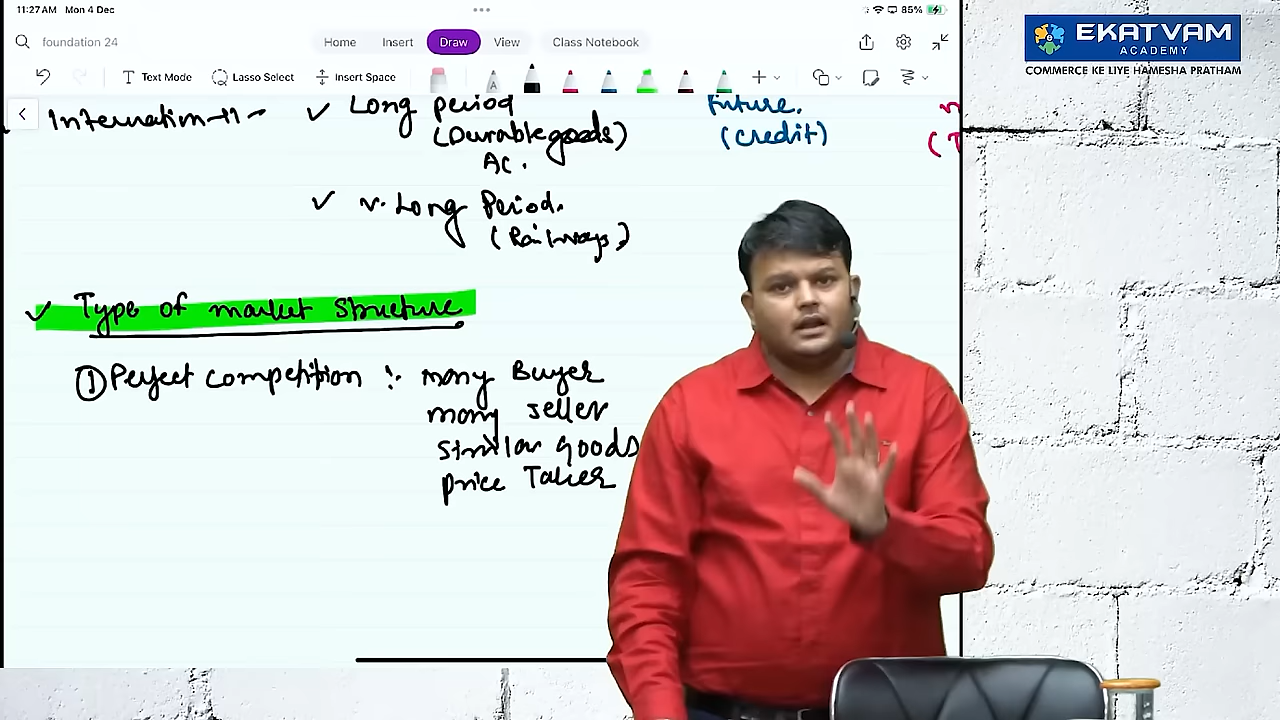 11:27 AM Mon 4 Dec
85%
foundation 24
Home Insert Draw View Class Notebook
Text Mode Lasso Select Insert Space
✓ Long period
(Durable goods)
AC.
future.
(credit)
✓ v. Long Period.
(Railways)
✓ Type of market structure
① Perfect competition :- many Buyer
many seller
similar goods
price Taker
EKATVAM
ACADEMY
COMMERCE KE LIYE HAMESHA PRATHAM